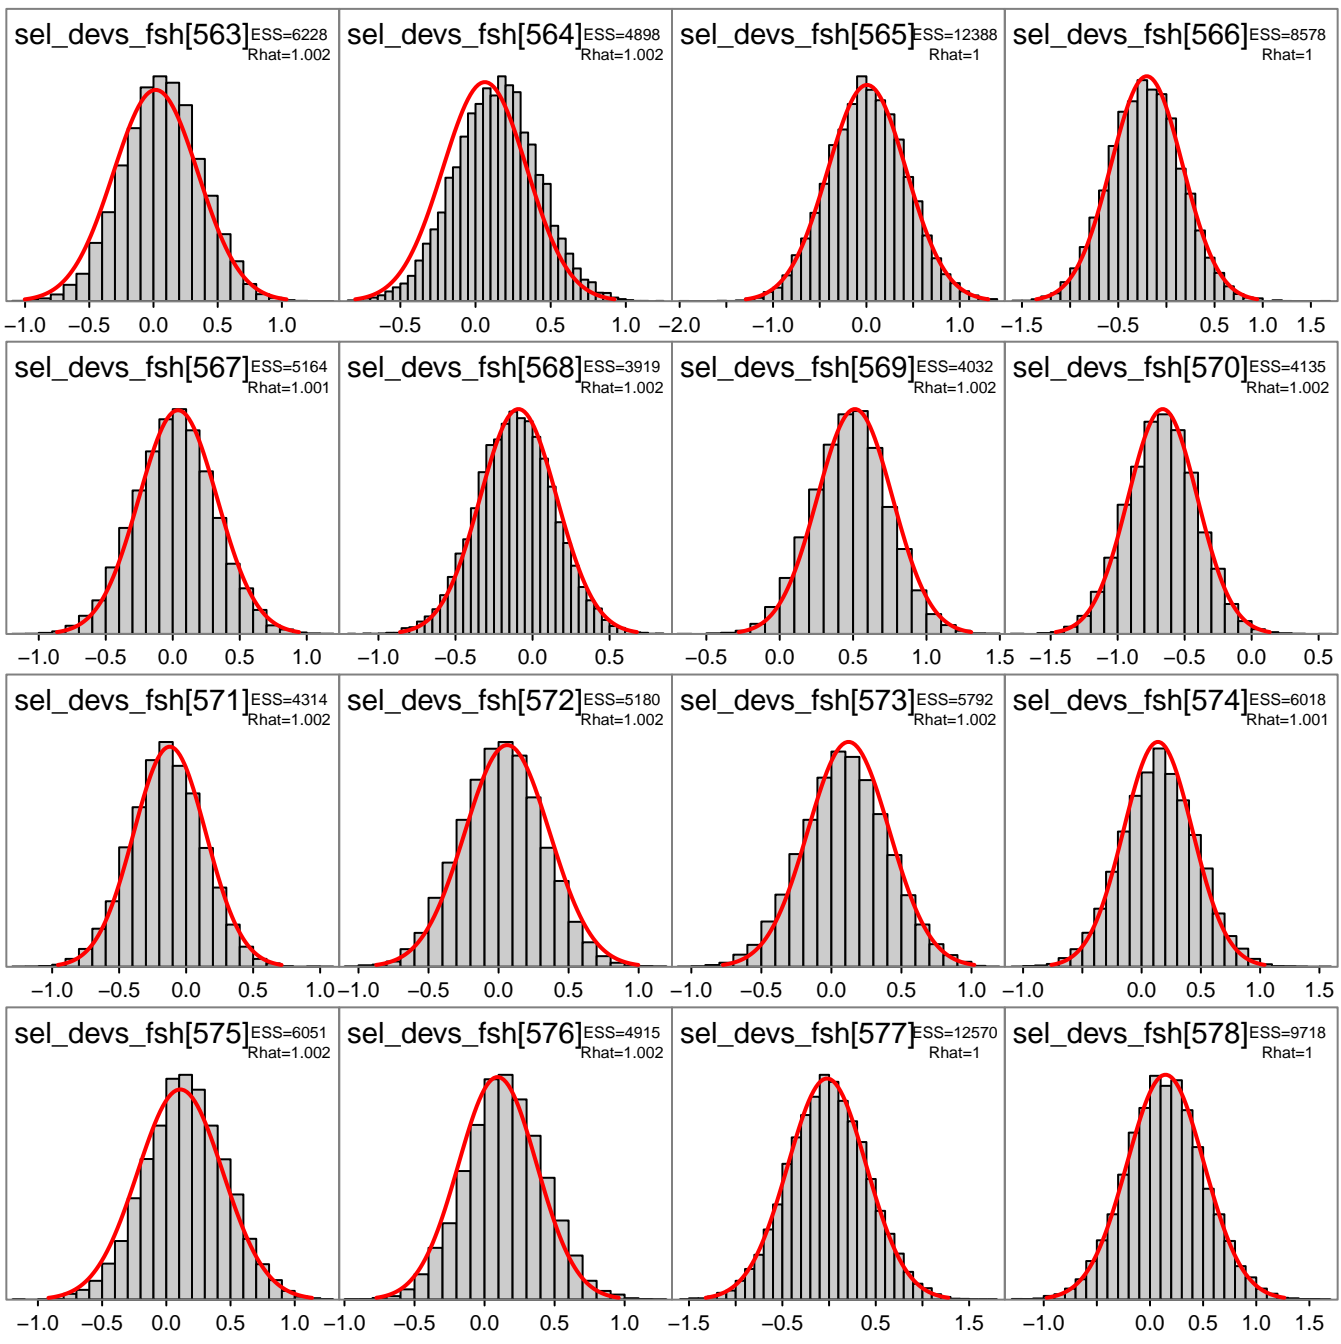 sel_devs_fsh[563] ESS=6228
Rhat=1.002
sel_devs_fsh[564] ESS=4898
Rhat=1.002
sel_devs_fsh[565] ESS=12388
Rhat=1
sel_devs_fsh[566] ESS=8578
Rhat=1
−1.0 −0.5 0.0 0.5 1.0
−0.5 0.0 0.5 1.0
−2.0 −1.0 0.0 1.0
−1.5 −0.5 0.5 1.0 1.5
sel_devs_fsh[567] ESS=5164
Rhat=1.001
sel_devs_fsh[568] ESS=3919
Rhat=1.002
sel_devs_fsh[569] ESS=4032
Rhat=1.002
sel_devs_fsh[570] ESS=4135
Rhat=1.002
−1.0 −0.5 0.0 0.5 1.0
−1.0 −0.5 0.0 0.5
−0.5 0.0 0.5 1.0 1.5
−1.5 −1.0 −0.5 0.0 0.5
sel_devs_fsh[571] ESS=4314
Rhat=1.002
sel_devs_fsh[572] ESS=5180
Rhat=1.002
sel_devs_fsh[573] ESS=5792
Rhat=1.002
sel_devs_fsh[574] ESS=6018
Rhat=1.001
−1.0 −0.5 0.0 0.5 1.0
−1.0 −0.5 0.0 0.5 1.0
−1.0 −0.5 0.0 0.5 1.0
−1.0 0.0 0.5 1.0 1.5
sel_devs_fsh[575] ESS=6051
Rhat=1.002
sel_devs_fsh[576] ESS=4915
Rhat=1.002
sel_devs_fsh[577] ESS=12570
Rhat=1
sel_devs_fsh[578] ESS=9718
Rhat=1
−1.0 −0.5 0.0 0.5 1.0
−1.0 −0.5 0.0 0.5 1.0
−1.5 −0.5 0.5 1.5
−1.0 0.0 0.5 1.0 1.5